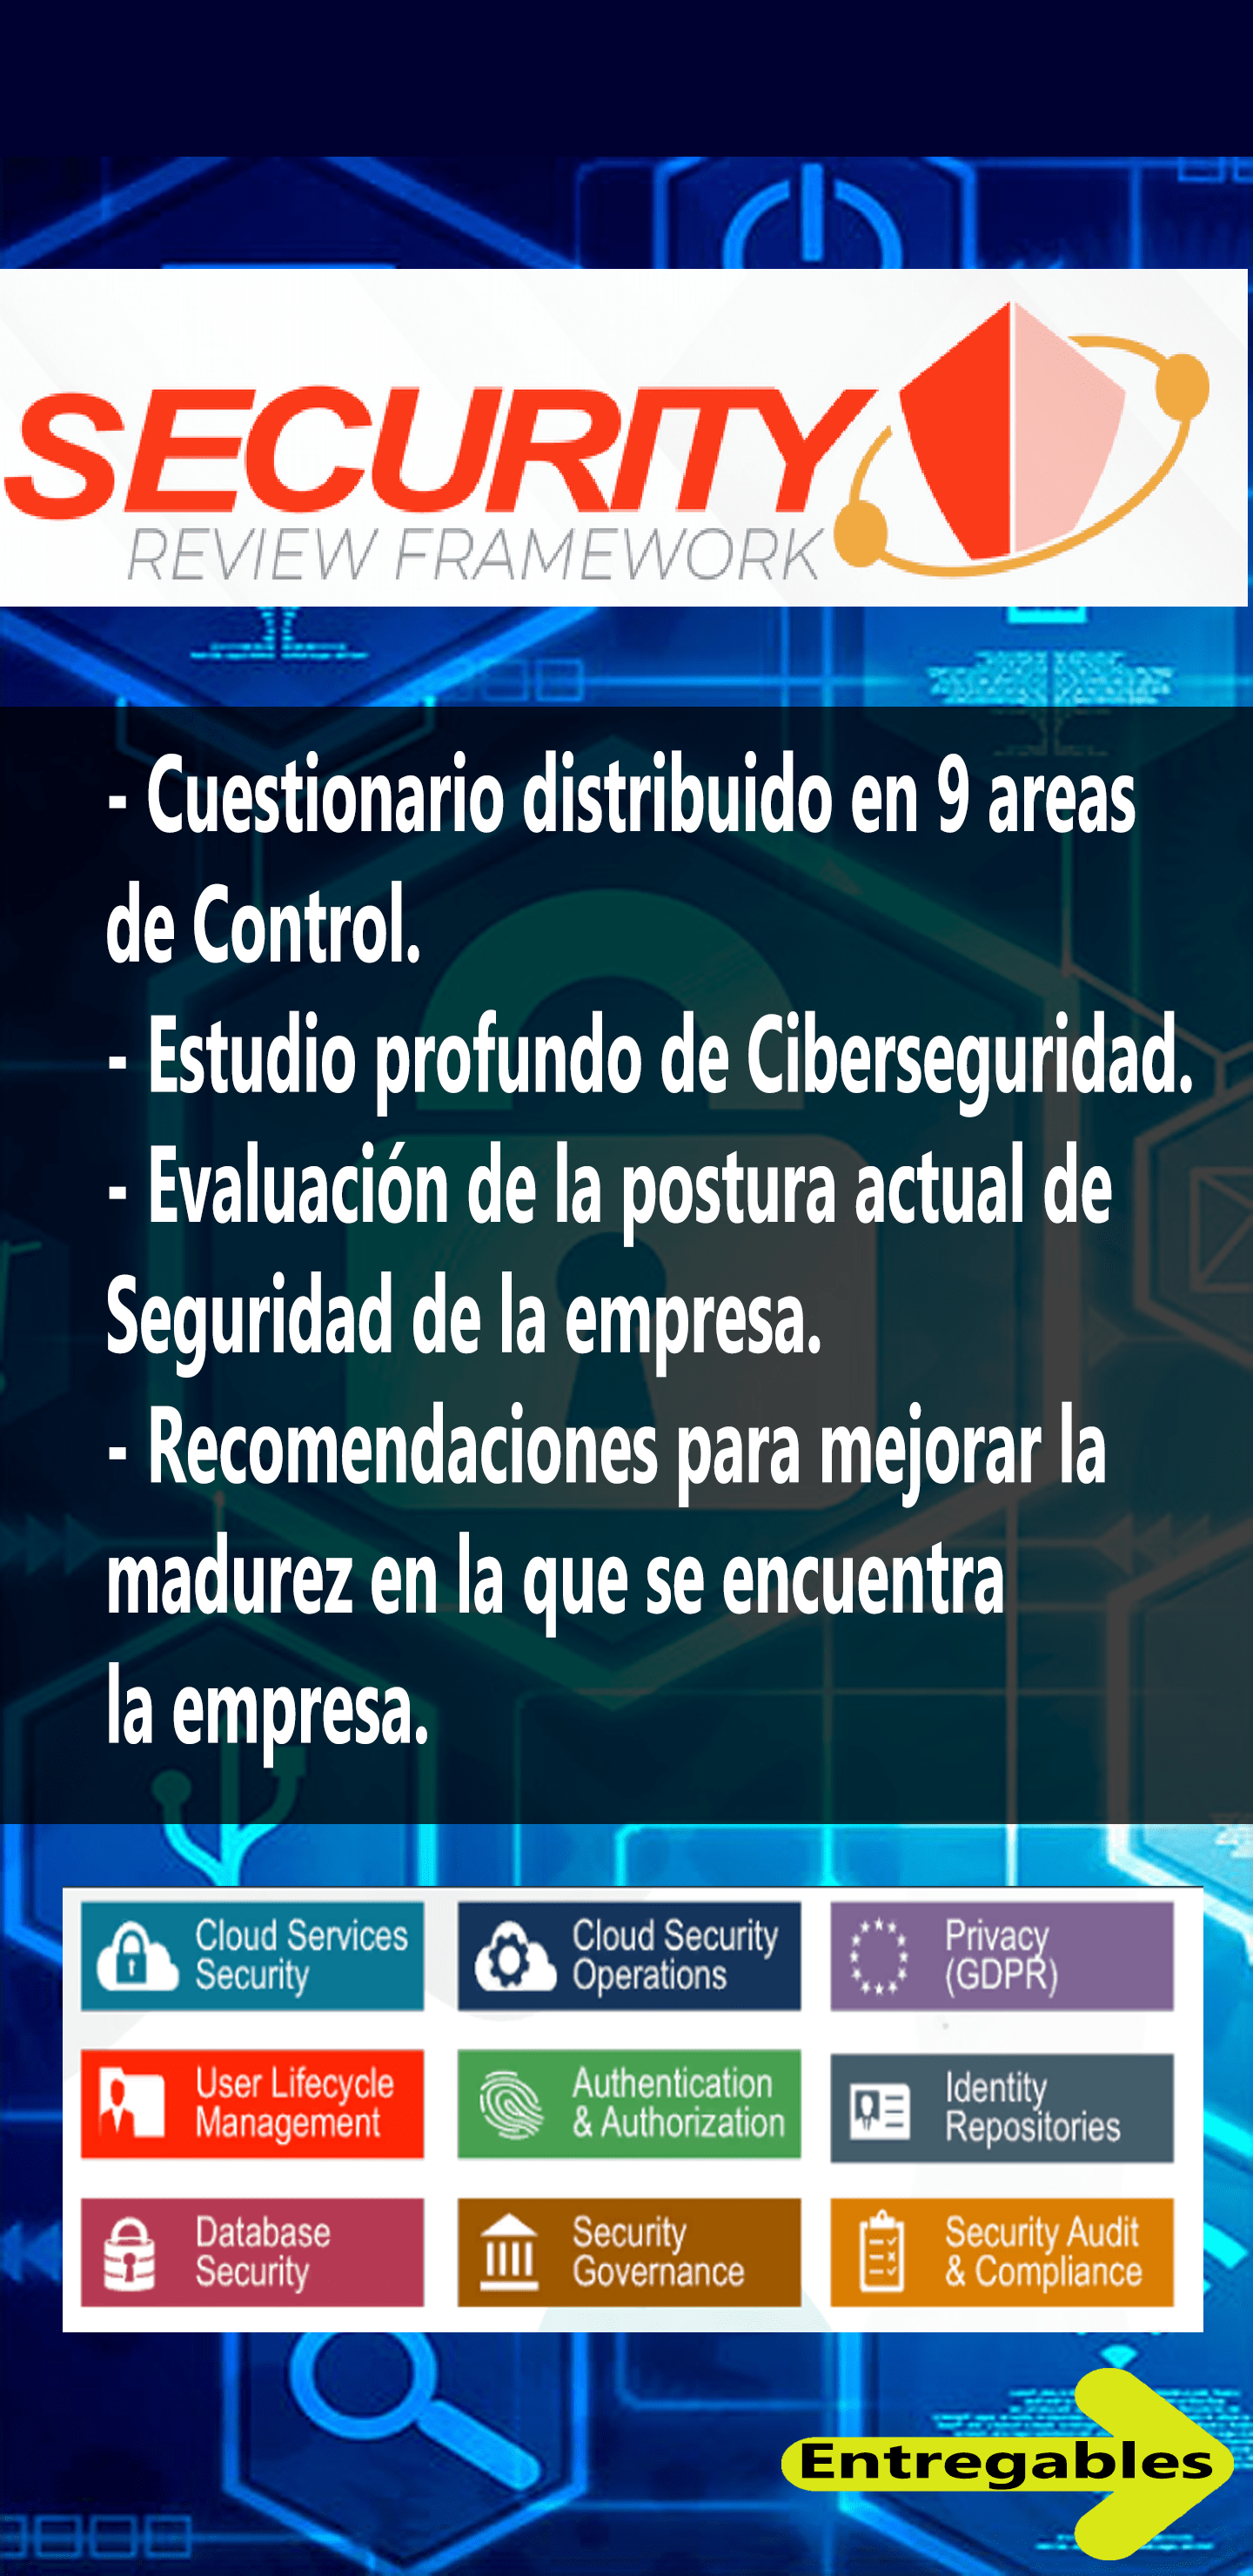 SECURITY
REVIEW FRAMEWORK
- Cuestionario distribuido en 9 areas
de Control.
- Estudio profundo de Ciberseguridad.
- Evaluación de la postura actual de
Seguridad de la empresa.
- Recomendaciones para mejorar la
madurez en la que se encuentra
la empresa.
Cloud Services
Security
Cloud Security
Operations
Privacy
(GDPR)
User Lifecycle
Management
Authentication
& Authorization
Identity
Repositories
Database
Security
Security
Governance
Security Audit
& Compliance
Entregables